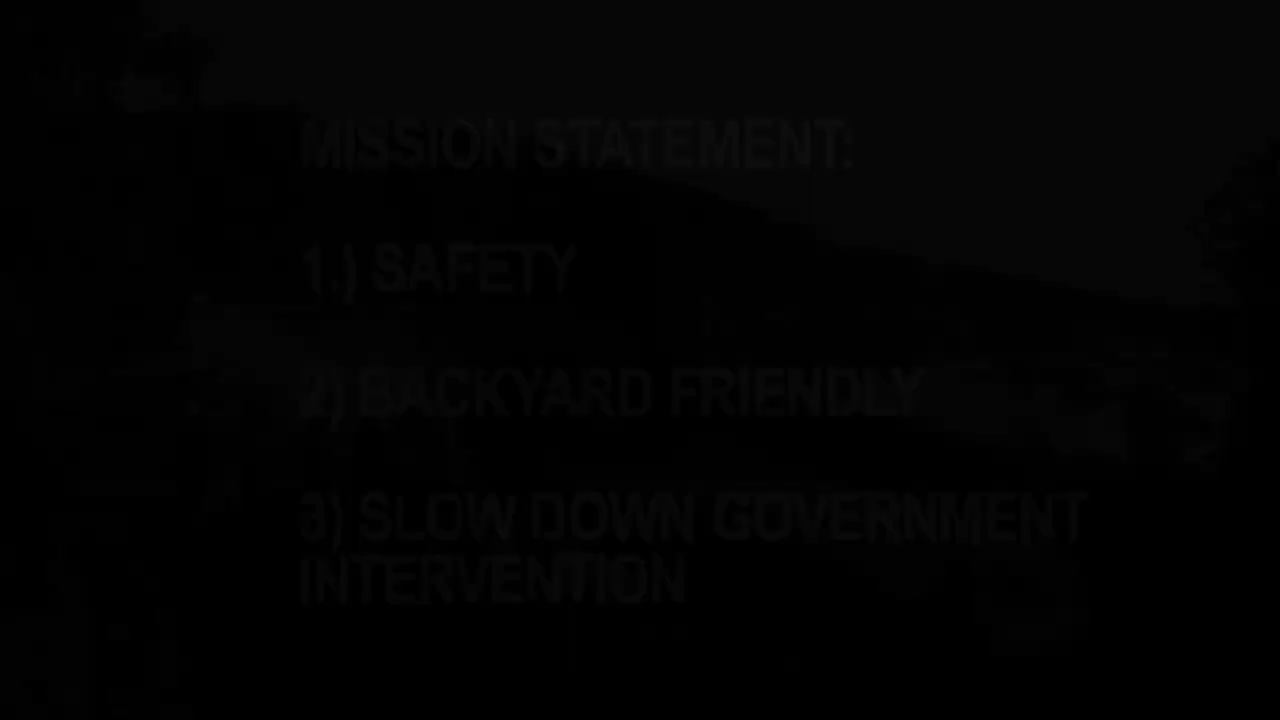 MISSION STATEMENT:
1.) SAFETY
2) BACKYARD FRIENDLY
3) SLOW DOWN GOVERNMENT
INTERVENTION